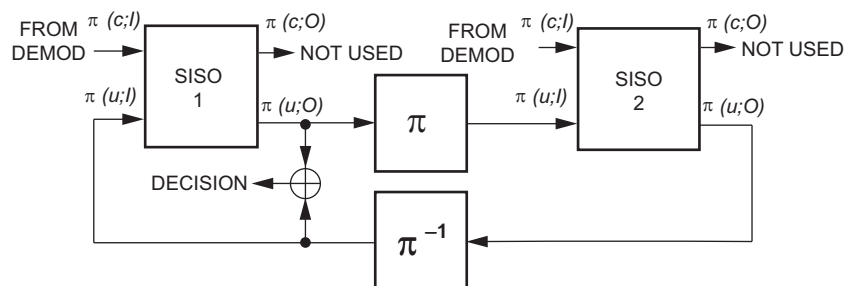 π (c;I)
FROM
DEMOD
π (u;I)
SISO
1
π (c;O)
NOT USED
π (u;O)
π
DECISION
π –1
π (c;I)
FROM
DEMOD
π (u;I)
SISO
2
π (c;O)
NOT USED
π (u;O)